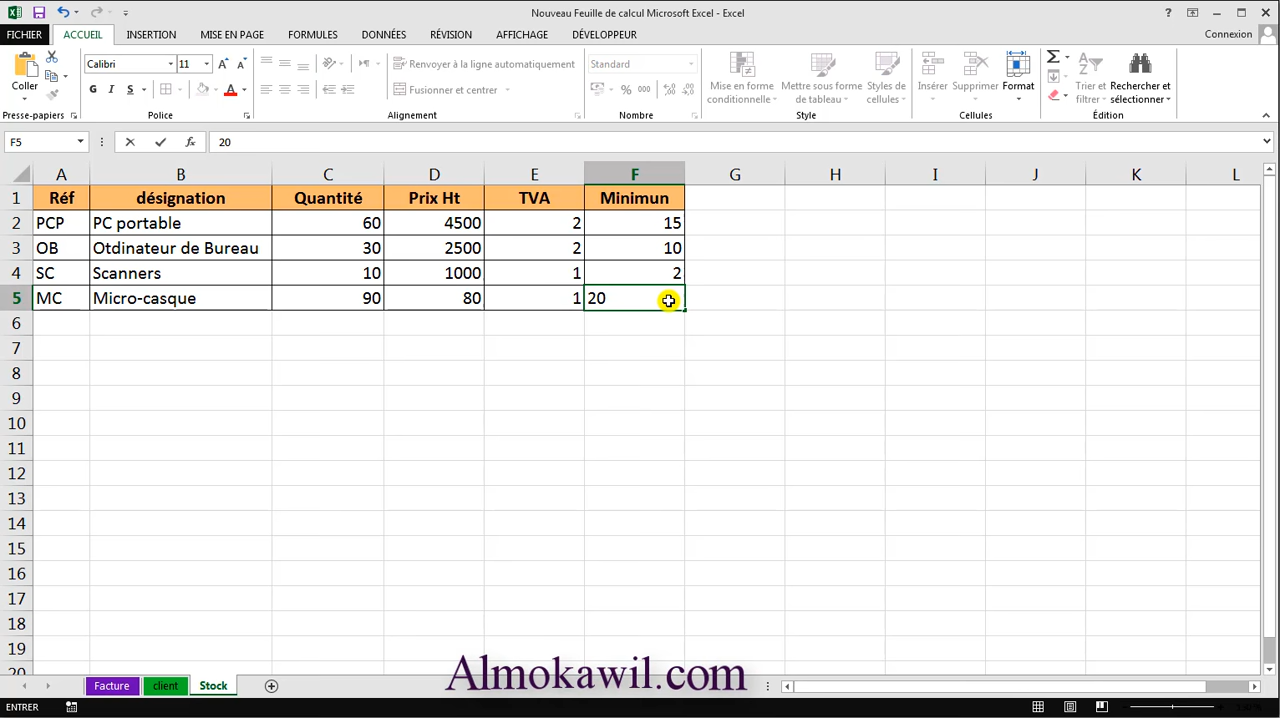 Nouveau Feuille de calcul Microsoft Excel - Excel
FICHIER ACCUEIL INSERTION MISE EN PAGE FORMULES DONNÉES RÉVISION AFFICHAGE DÉVELOPPEUR Connexion
Coller Calibri 11 Renvoyer à la ligne automatiquement Standard
G I S Fusionner et centrer % 000
Mise en forme conditionnelle Mettre sous forme de tableau Styles de cellules Insérer Supprimer Format Trier et filtrer Rechercher et sélectionner
Presse-papiers Police Alignement Nombre Style Cellules Édition
F5 fx 20
A B C D E F G H I J K L
1 Réf désignation Quantité Prix Ht TVA Minimun
2 PCP PC portable 60 4500 2 15
3 OB Otdinateur de Bureau 30 2500 2 10
4 SC Scanners 10 1000 1 2
5 MC Micro-casque 90 80 1 20
6
7
8
9
10
11
12
13
14
15
16
17
18
19
20
Almokawil.com
Facture client Stock
ENTRER